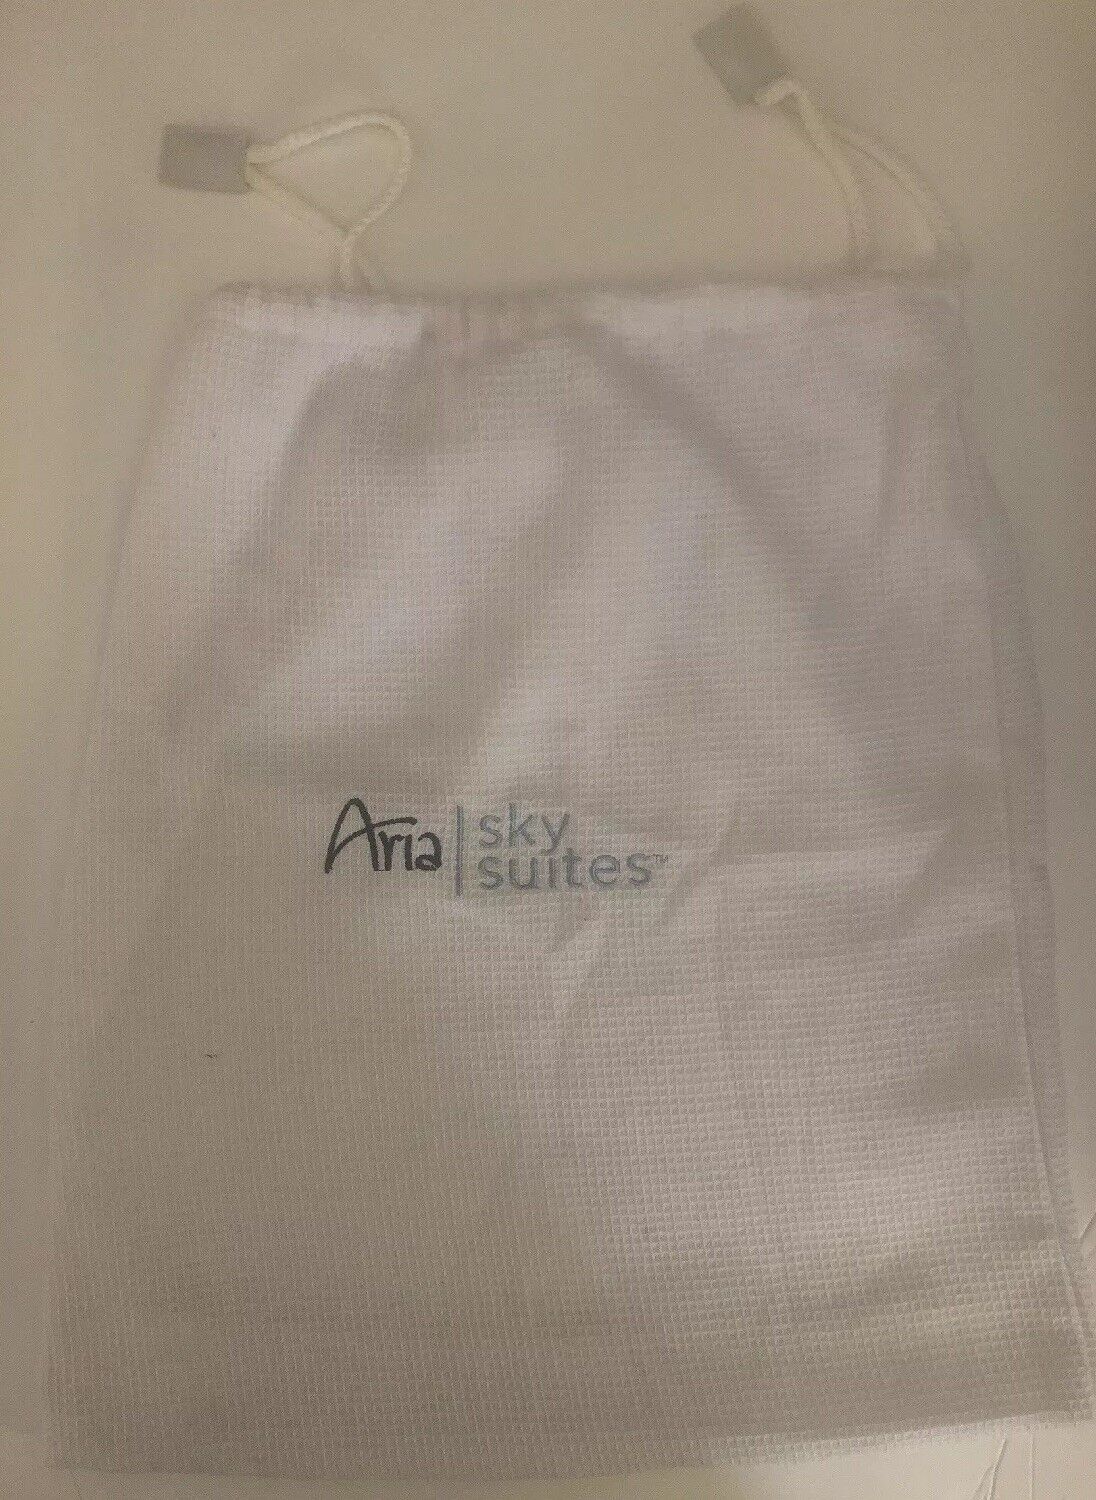 Aria | sky
suites™